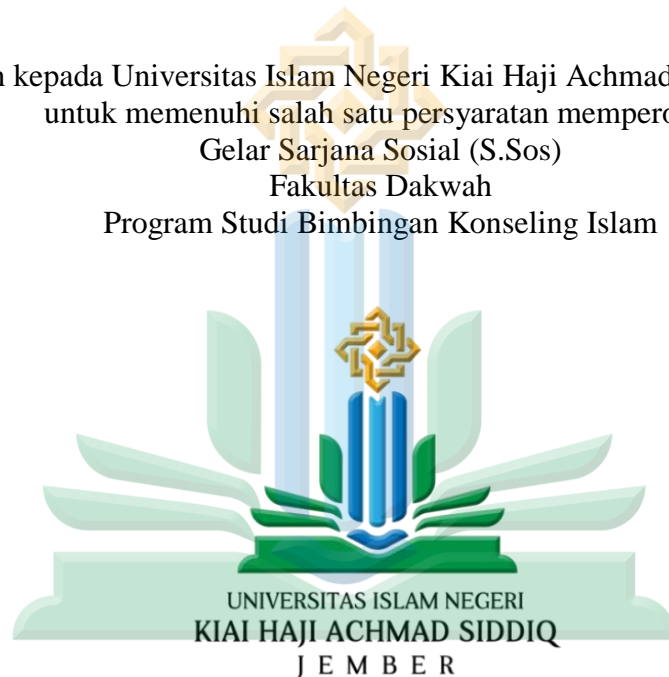 kepada Universitas Islam Negeri Kiai Haji Achmad
untuk memenuhi salah satu persyaratan
Gelar Sarjana Sosial (S.Sos)
Fakultas Dakwah
Program Studi Bimbingan Konseling Islam
UNIVERSITAS ISLAM NEGERI
KIAI HAJI ACHMAD SIDDIQ
JEMBER